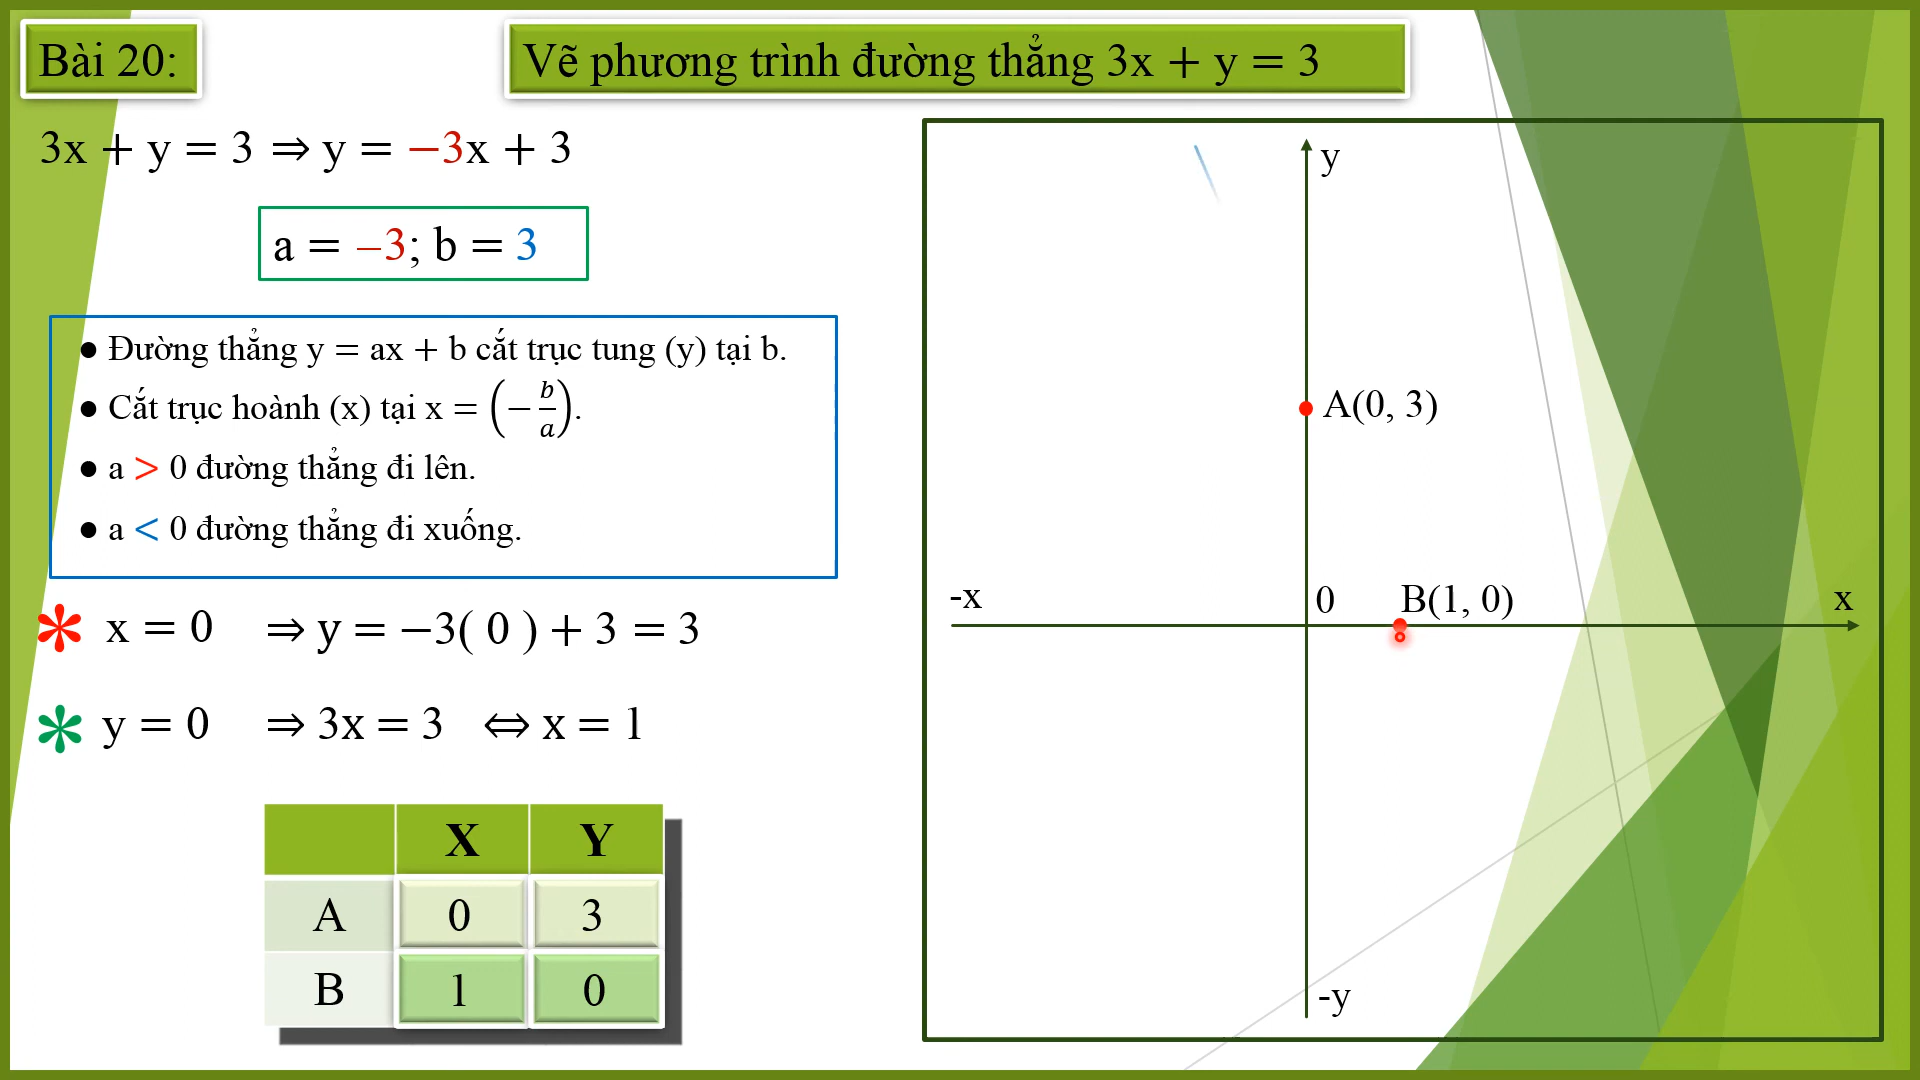 Bài 20:
Vẽ phương trình đường thẳng 3x + y = 3
3x + y = 3 ⇒ y = −3x + 3
a = −3; b = 3
● Đường thẳng y = ax + b cắt trục tung (y) tại b.
● Cắt trục hoành (x) tại x = (−b/a).
● a > 0 đường thẳng đi lên.
● a < 0 đường thẳng đi xuống.
* x = 0 ⇒ y = −3( 0 ) + 3 = 3
* y = 0 ⇒ 3x = 3 ⇔ x = 1
X Y
A 0 3
B 1 0
y
A(0, 3)
-x 0 B(1, 0) x
-y